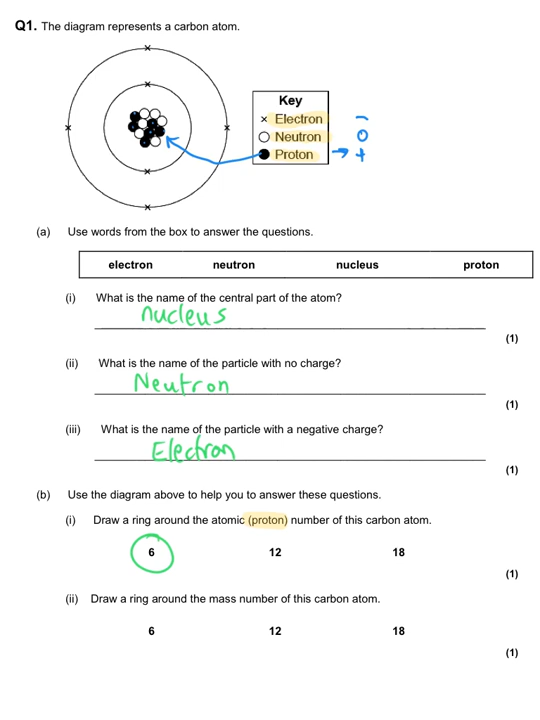 Q1. The diagram represents a carbon atom.
Key
× Electron –
Neutron 0
Proton → +
(a) Use words from the box to answer the questions.
electron neutron nucleus proton
(i) What is the name of the central part of the atom?
nucleus
(1)
(ii) What is the name of the particle with no charge?
Neutron
(1)
(iii) What is the name of the particle with a negative charge?
Electron
(1)
(b) Use the diagram above to help you to answer these questions.
(i) Draw a ring around the atomic (proton) number of this carbon atom.
6 12 18
(1)
(ii) Draw a ring around the mass number of this carbon atom.
6 12 18
(1)